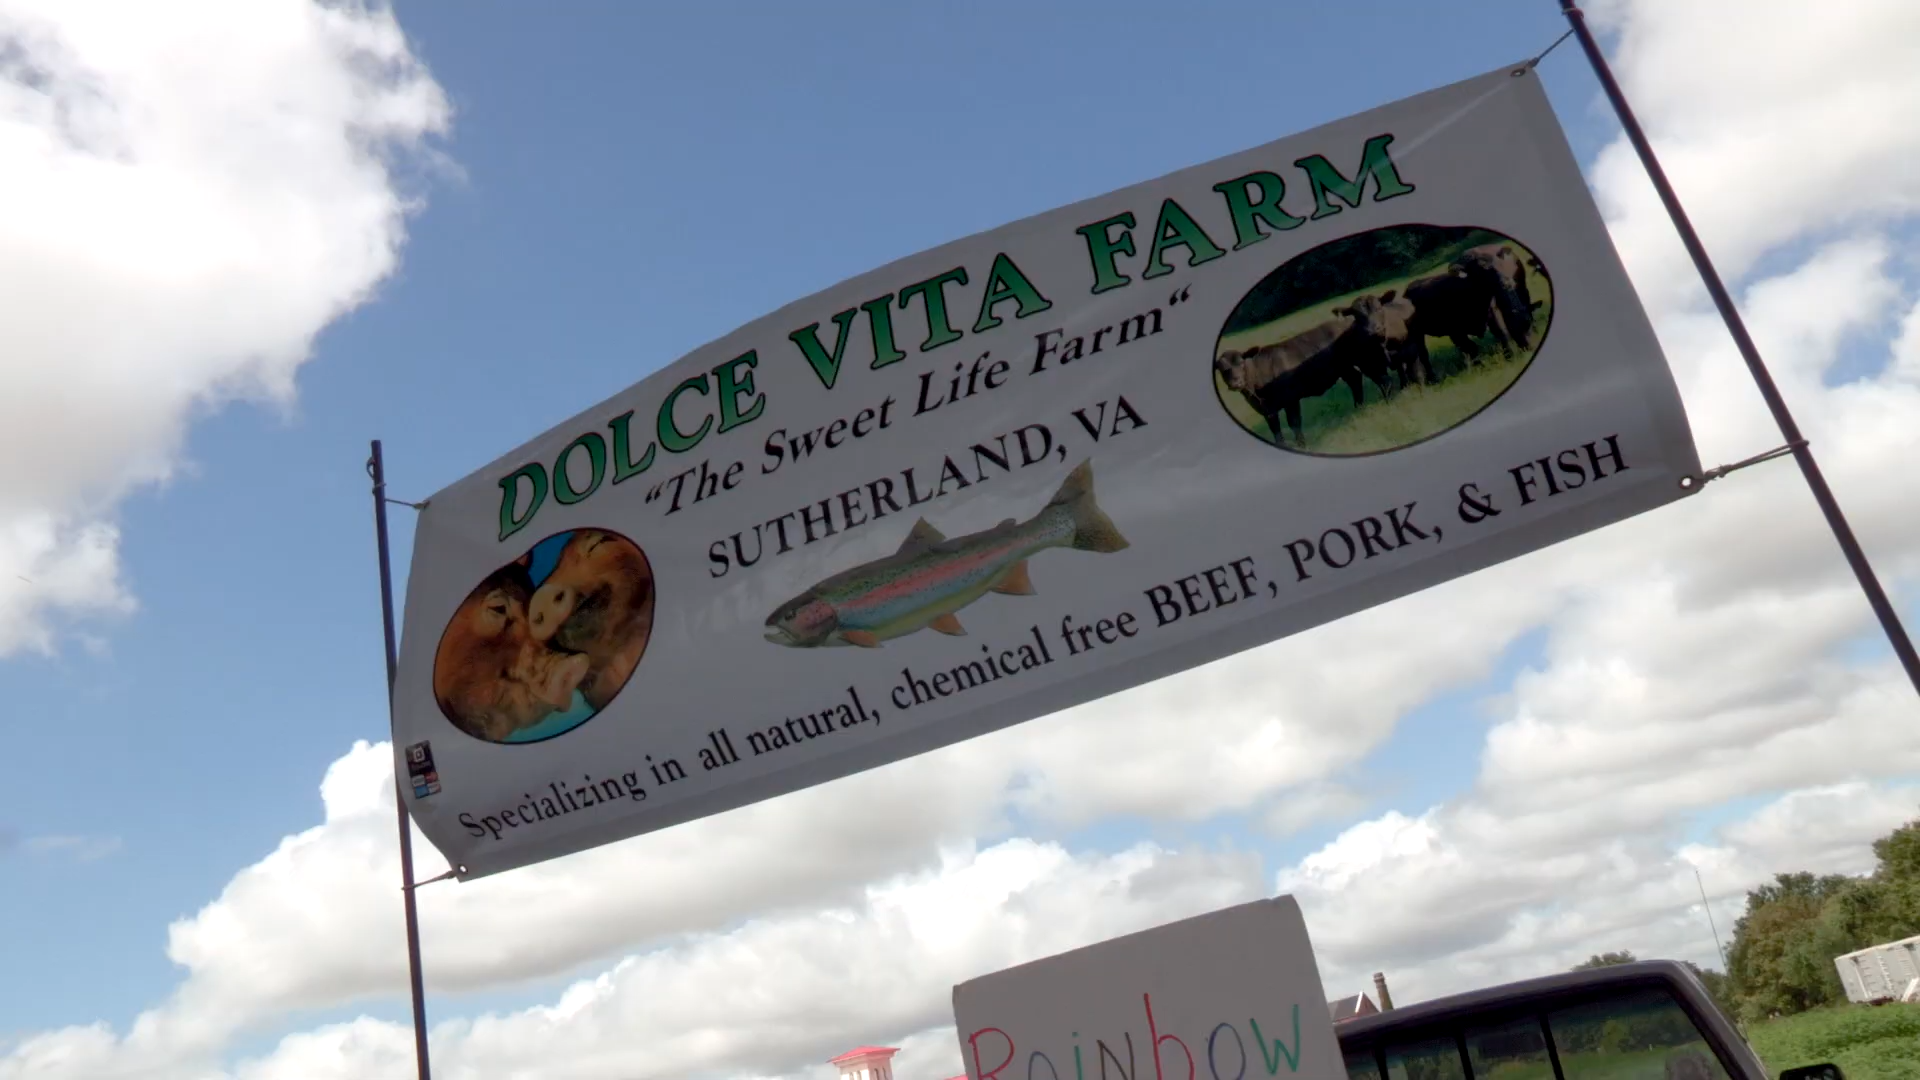 DOLCE VITA FARM
“The Sweet Life Farm“
SUTHERLAND, VA
Specializing in all natural, chemical free BEEF, PORK, & FISH
RaiNbow